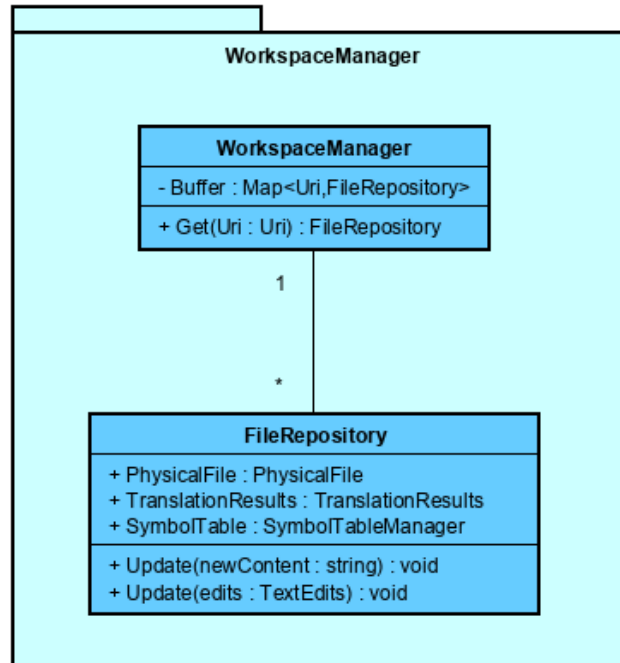 WorkspaceManager
WorkspaceManager
- Buffer : Map<Uri,FileRepository>
+ Get(Uri : Uri) : FileRepository
1
*
FileRepository
+ PhysicalFile : PhysicalFile
+ TranslationResults : TranslationResults
+ SymbolTable : SymbolTableManager
+ Update(newContent : string) : void
+ Update(edits : TextEdits) : void